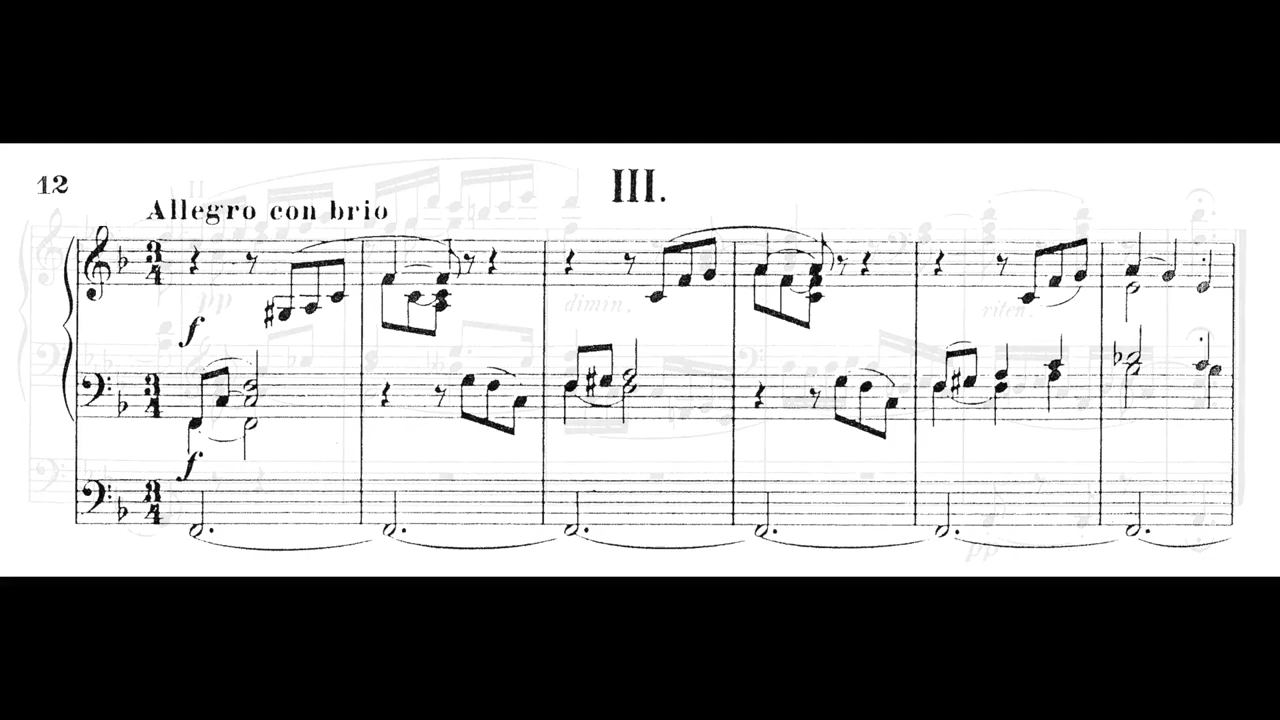 12
III.
Allegro con brio
pp
f
dimin.
riten.
f
pp